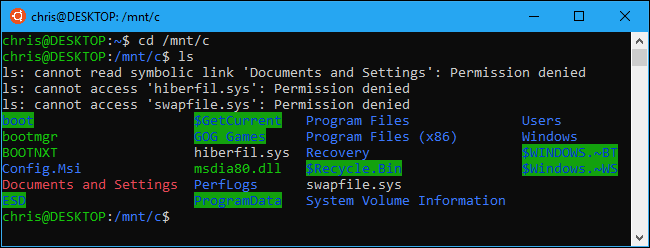 chris@DESKTOP: /mnt/c
chris@DESKTOP:~$ cd /mnt/c
chris@DESKTOP:/mnt/c$ ls
ls: cannot read symbolic link 'Documents and Settings': Permission denied
ls: cannot access 'hiberfil.sys': Permission denied
ls: cannot access 'swapfile.sys': Permission denied
boot $GetCurrent Program Files Users
bootmgr GOG Games Program Files (x86) Windows
BOOTNXT hiberfil.sys Recovery $WINDOWS.~BT
Config.Msi msdia80.dll $Recycle.Bin $Windows.~WS
Documents and Settings PerfLogs swapfile.sys
ESD ProgramData System Volume Information
chris@DESKTOP:/mnt/c$